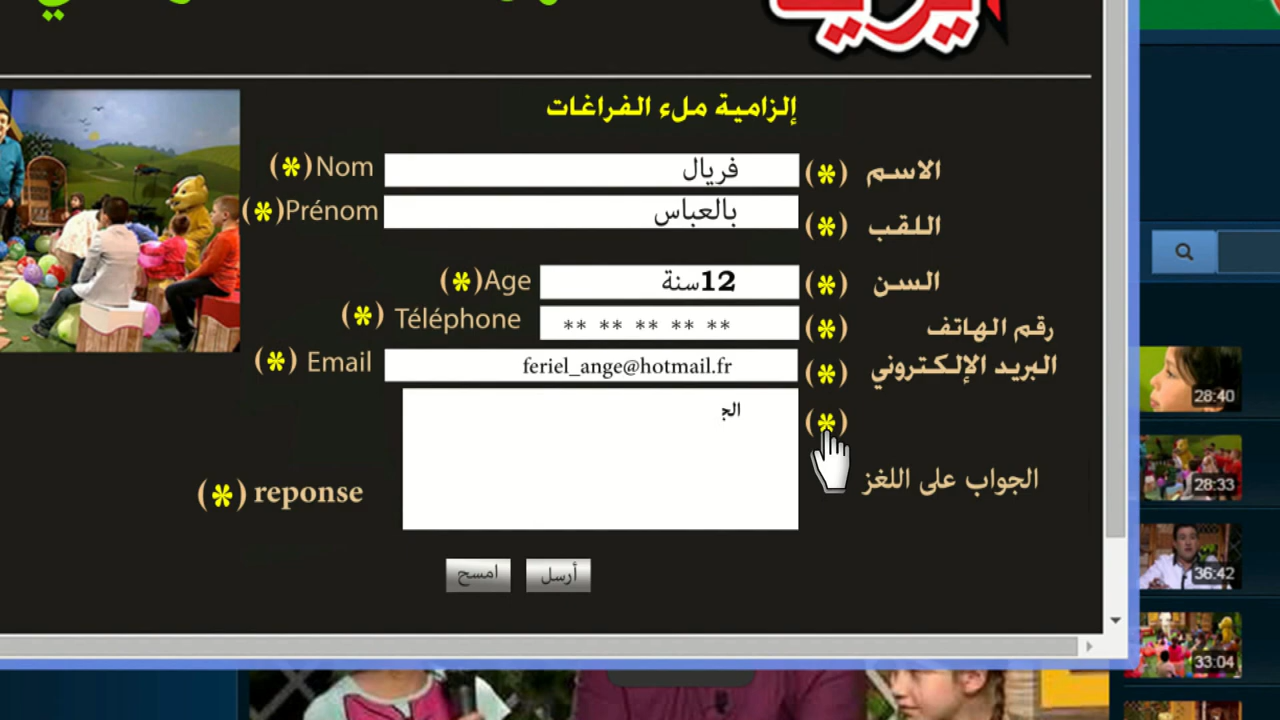 إلزامية ملء الفراغات
الاسم (*) فريال Nom(*)
اللقب (*) بالعباس Prénom(*)
السن (*) 12سنة Age(*)
رقم الهاتف (*) ** ** ** ** ** Téléphone (*)
البريد الإلكتروني (*) feriel_ange@hotmail.fr Email (*)
(*) الج
الجواب على اللغز reponse (*)
أرسل امسح
28:40
28:33
36:42
33:04